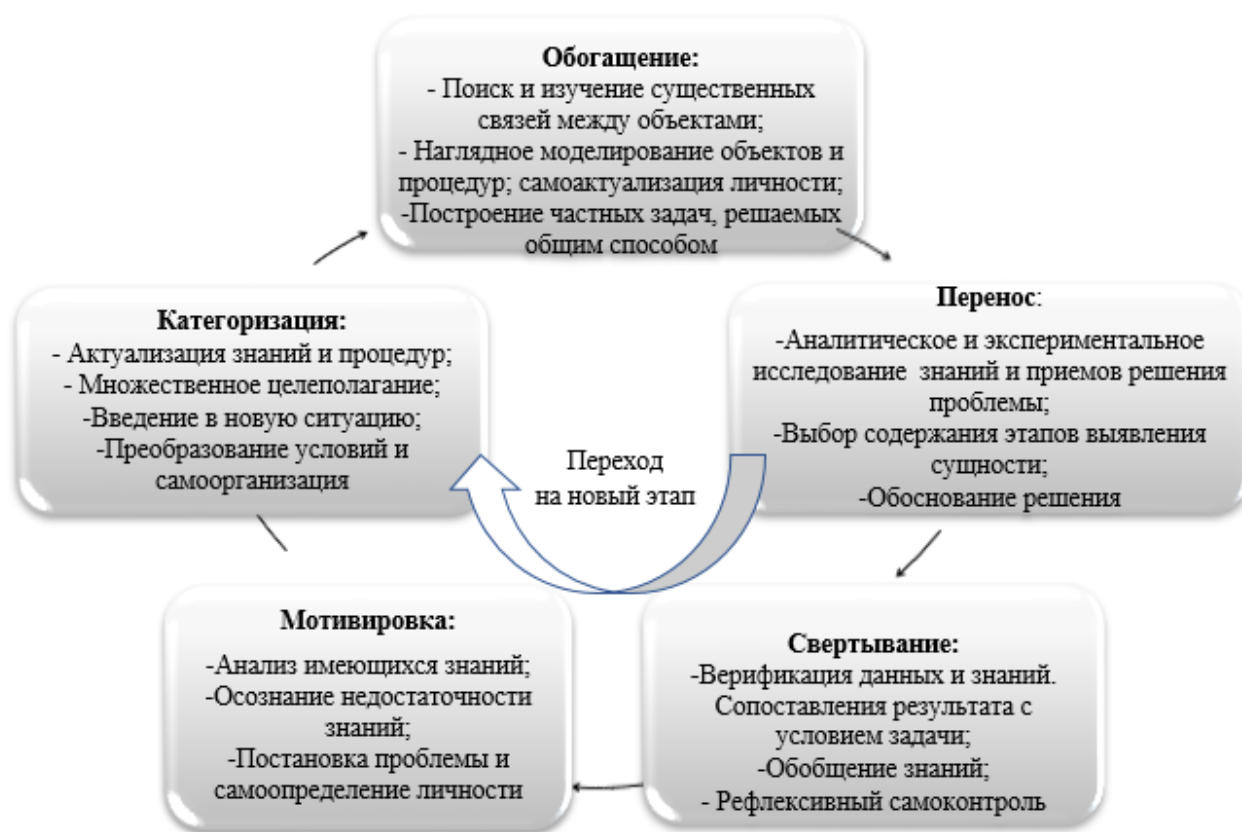 Обогащение:
- Поиск и изучение существенных
связей между объектами;
- Наглядное моделирование объектов и
процедур; самоактуализация личности;
-Построение частных задач, решаемых
общим способом
Категоризация:
- Актуализация знаний и процедур;
- Множественное целеполагание;
-Введение в новую ситуацию;
-Преобразование условий и
самоорганизация
Перенос:
-Аналитическое и экспериментальное
исследование знаний и приемов решения
проблемы;
-Выбор содержания этапов выявления
сущности;
-Обоснование решения
Переход
на новый этап
Мотивировка:
-Анализ имеющихся знаний;
-Осознание недостаточности
знаний;
-Постановка проблемы и
самоопределение личности
Свертывание:
-Верификация данных и знаний.
Сопоставления результата с
условием задачи;
-Обобщение знаний;
- Рефлексивный самоконтроль